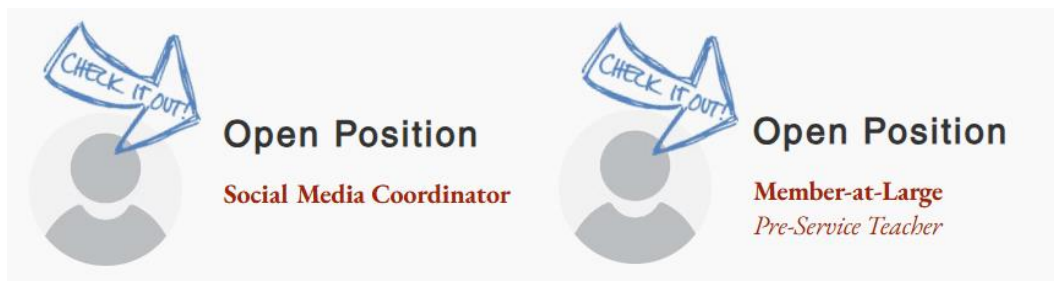 CHECK IT OUT!
Open Position
Social Media Coordinator
CHECK IT OUT!
Open Position
Member-at-Large
Pre-Service Teacher